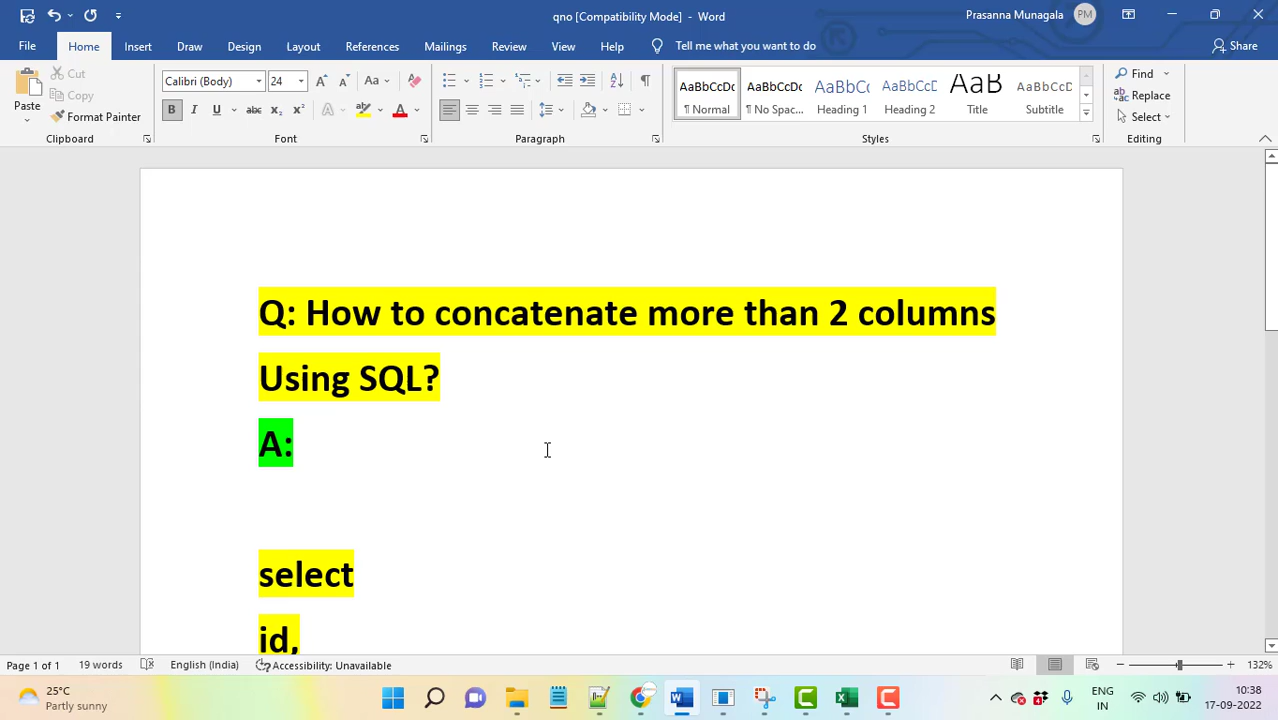 qno [Compatibility Mode] - Word
Prasanna Munagala
PM
File Home Insert Draw Design Layout References Mailings Review View Help Tell me what you want to do Share
Paste
Cut
Copy
Format Painter
Clipboard
Calibri (Body) 24
Font
Paragraph
AaBbCcDc AaBbCcDc AaBbCc AaBbCcC AaB AaBbCcC
¶ Normal ¶ No Spac... Heading 1 Heading 2 Title Subtitle
Styles
Find
Replace
Select
Editing
Q: How to concatenate more than 2 columns
Using SQL?
A:
select
id,
Page 1 of 1 19 words English (India) Accessibility: Unavailable 132%
25°C
Partly sunny
ENG
IN
10:38
17-09-2022